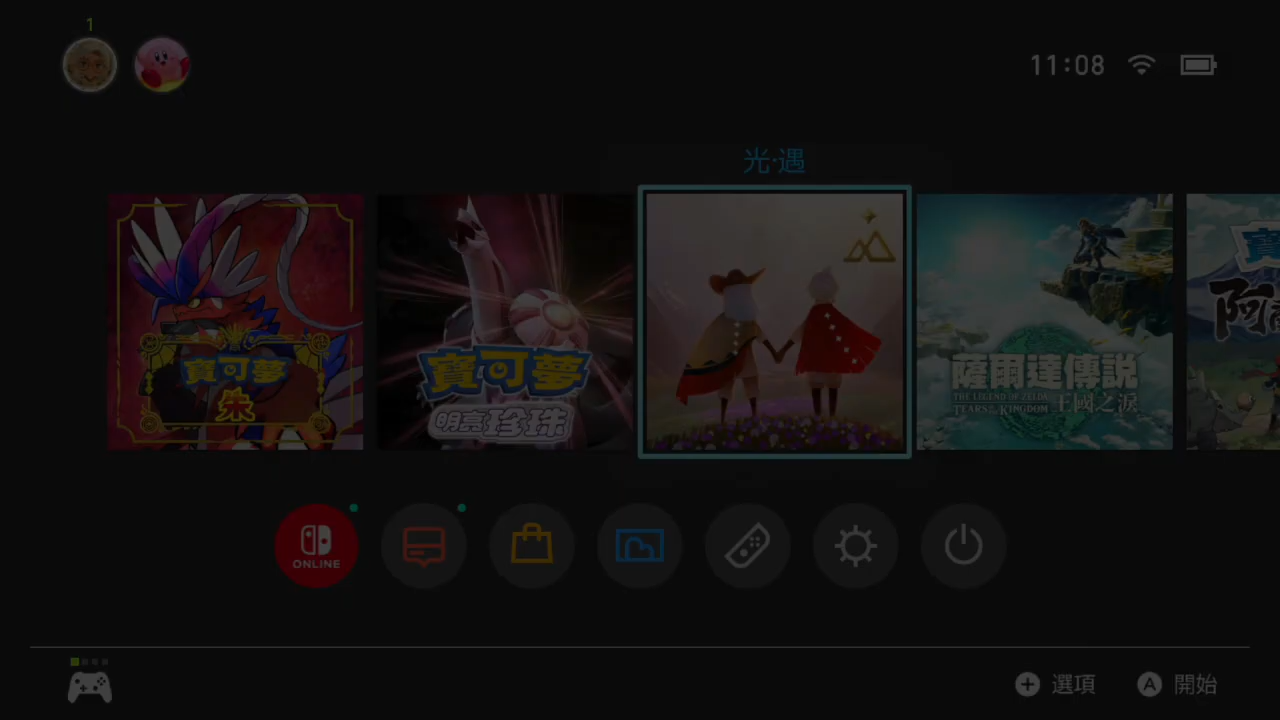 1
11:08
光·遇
寶可夢
朱
寶可夢
明亮珍珠
薩爾達傳說
THE LEGEND OF ZELDA
TEARS OF THE KINGDOM 王國之淚
寶
阿
ONLINE
選項
A 開始